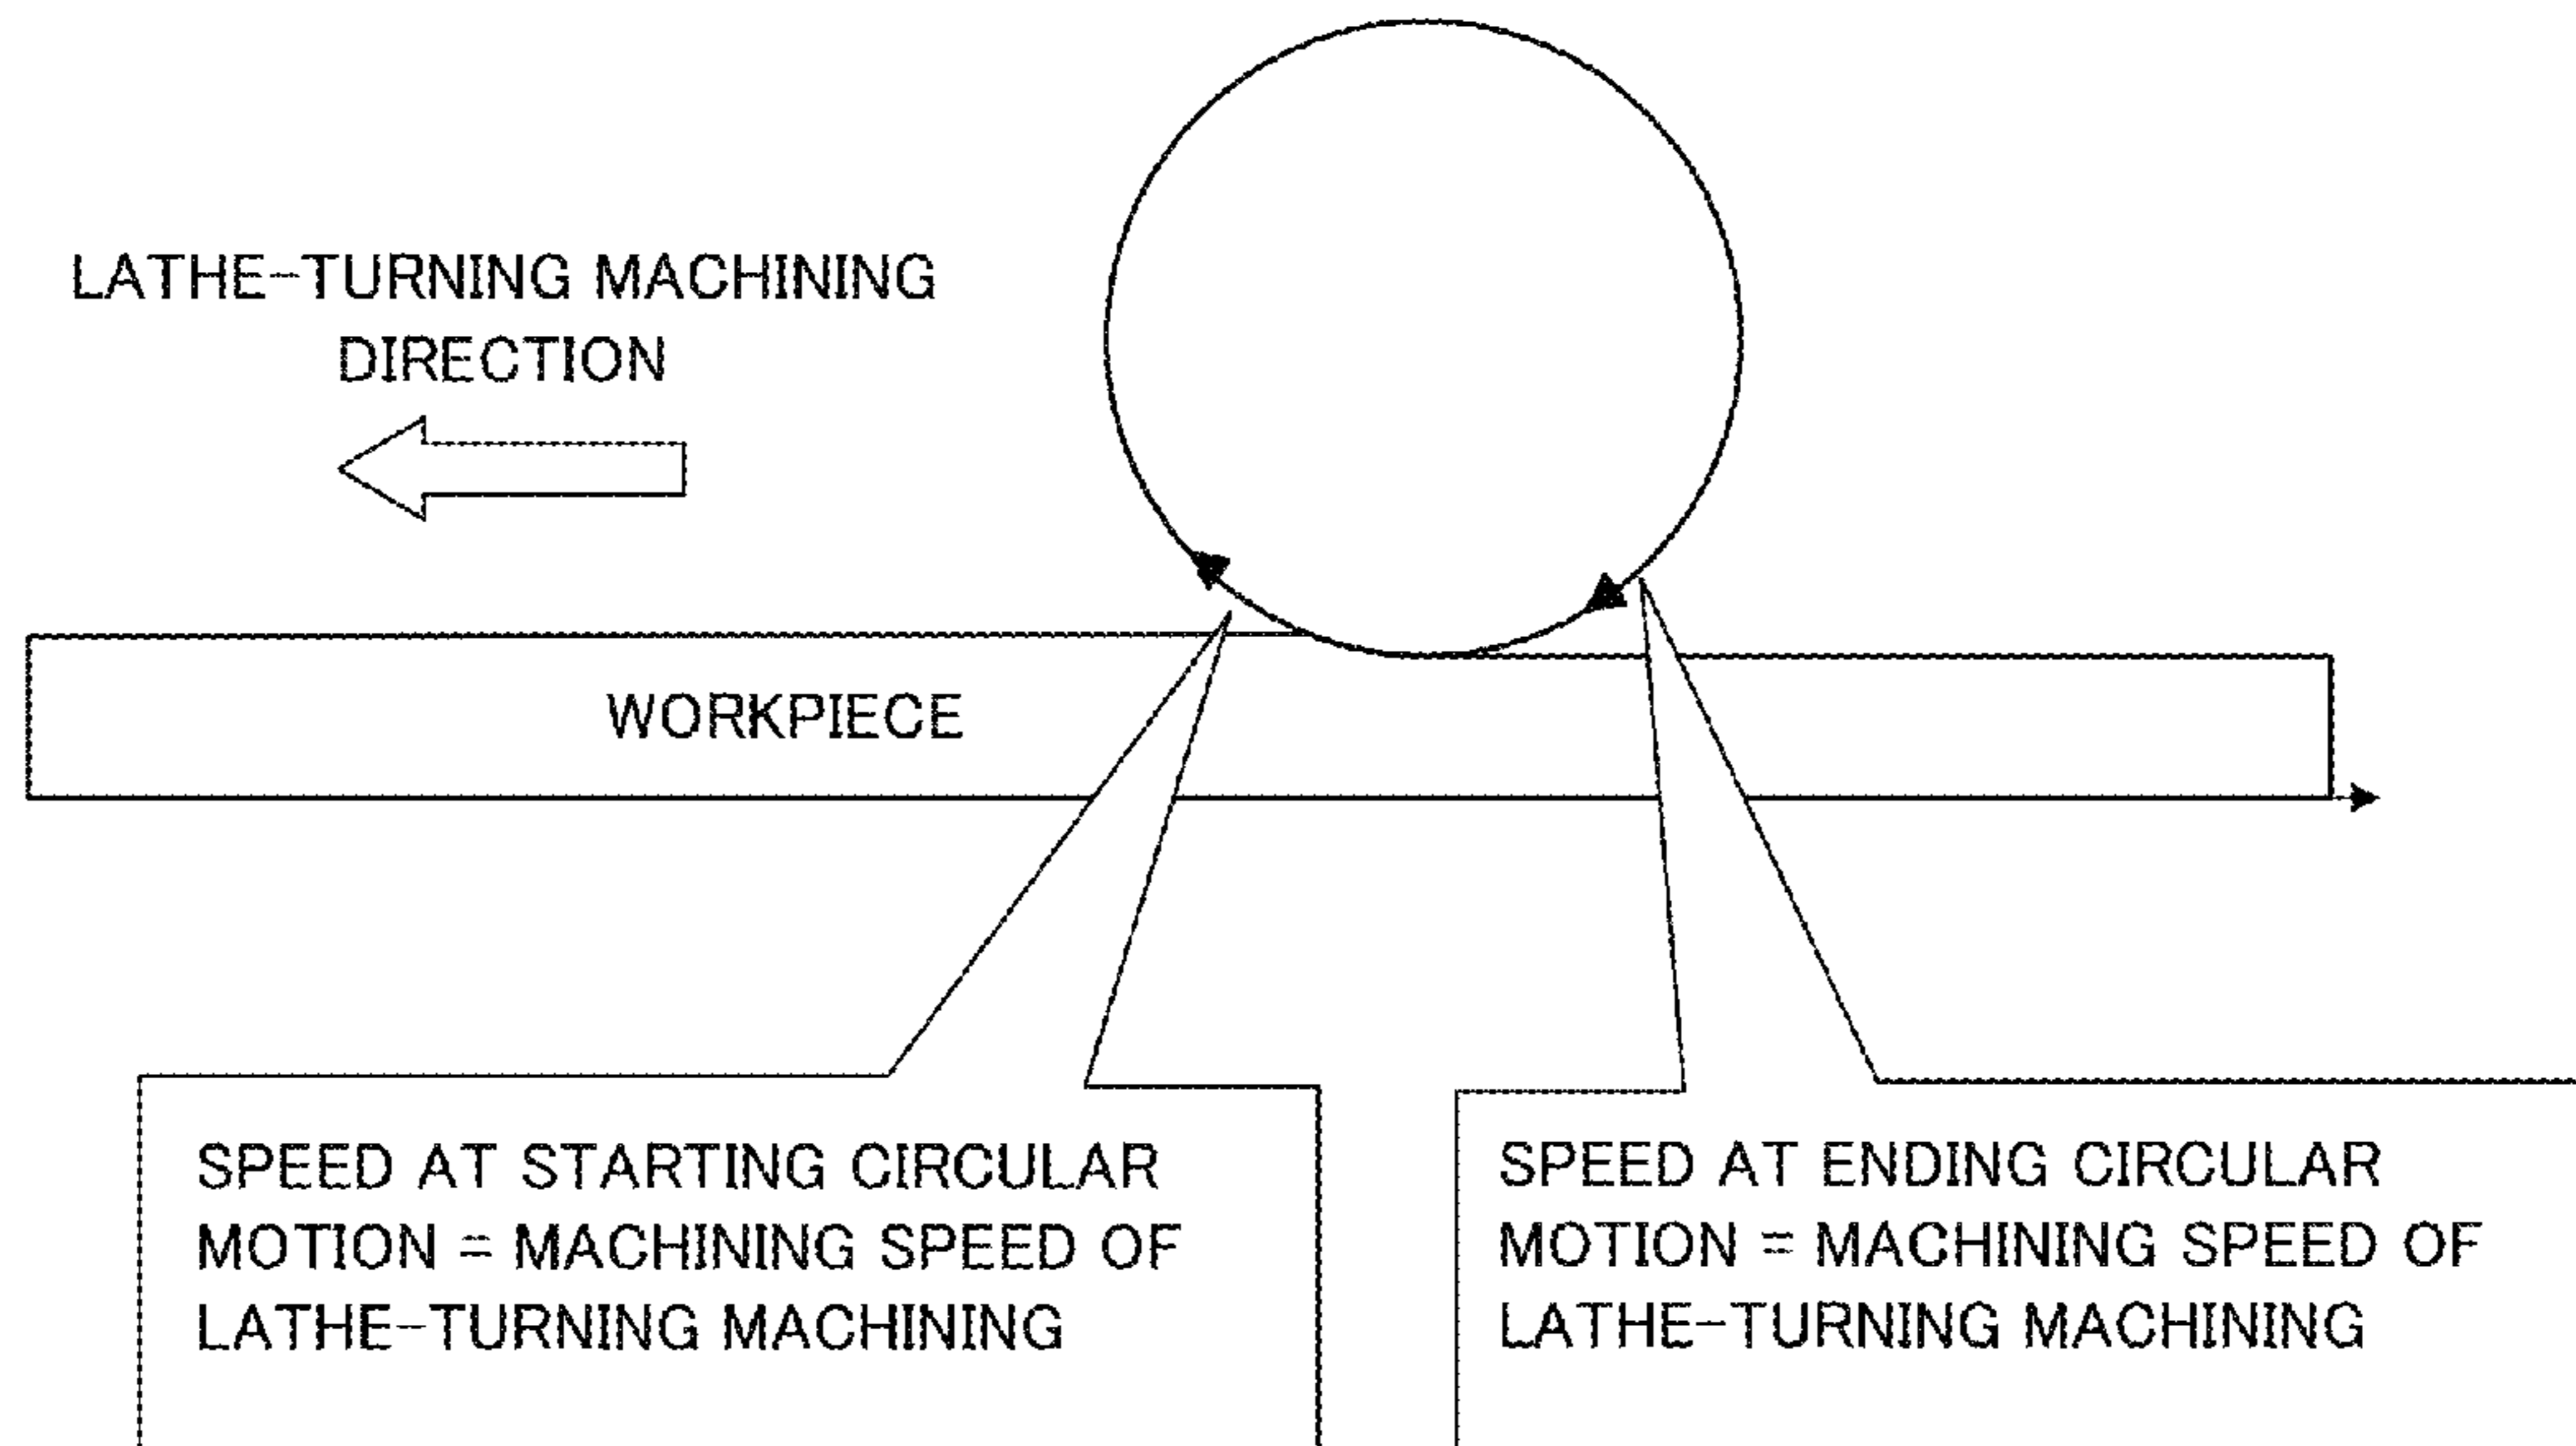 LATHE-TURNING MACHINING
DIRECTION
WORKPIECE
SPEED AT STARTING CIRCULAR
MOTION = MACHINING SPEED OF
LATHE-TURNING MACHINING
SPEED AT ENDING CIRCULAR
MOTION = MACHINING SPEED OF
LATHE-TURNING MACHINING